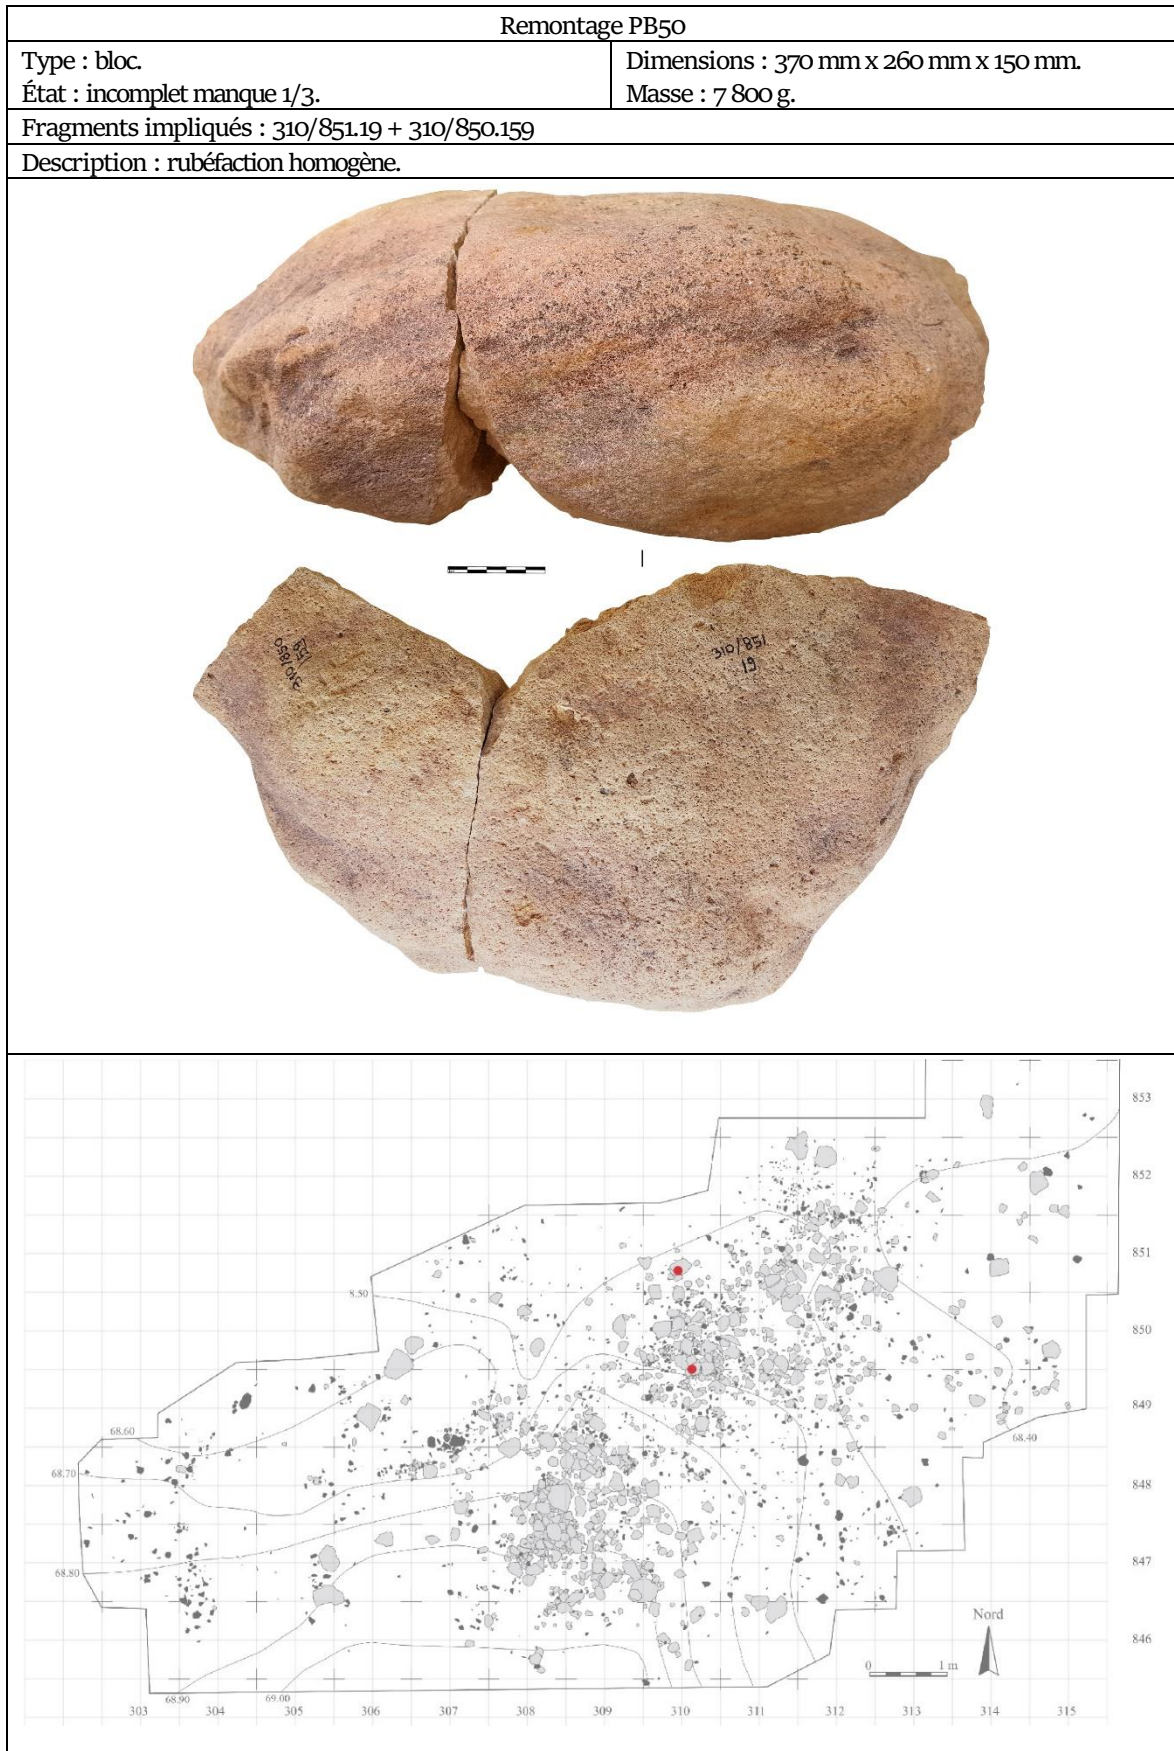 Remontage PB50
Type : bloc.
État : incomplet manque 1/3.
Dimensions : 370 mm x 260 mm x 150 mm.
Masse : 7 800 g.
Fragments impliqués : 310/851.19 + 310/850.159
Description : rubéfaction homogène.
310/850
159
310/851
19
853
852
851
8.50
850
849
68.60
68.40
68.70
848
68.80
847
Nord
846
0 1 m
68.90 69.00
303 304 305 306 307 308 309 310 311 312 313 314 315